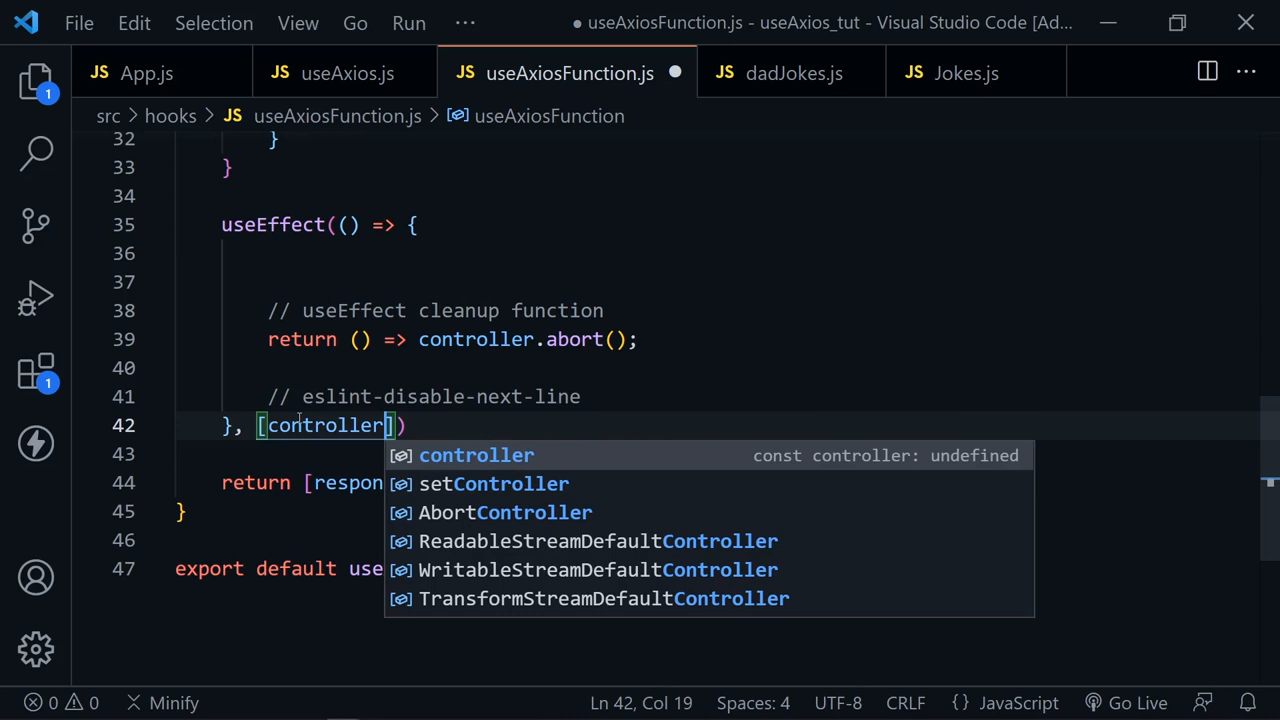 File Edit Selection View Go Run ··· ● useAxiosFunction.js - useAxios_tut - Visual Studio Code [Ad...
JS App.js JS useAxios.js JS useAxiosFunction.js ● JS dadJokes.js JS Jokes.js ···
src > hooks > JS useAxiosFunction.js > useAxiosFunction
32 }
33 }
34
35 useEffect(() => {
36
37
38 // useEffect cleanup function
39 return () => controller.abort();
40
41 // eslint-disable-next-line
42 }, [controller])
controller const controller: undefined
43
setController
44 return [respon
AbortController
45 }
ReadableStreamDefaultController
46
WritableStreamDefaultController
47 export default use
TransformStreamDefaultController
1
1
0 0 Minify Ln 42, Col 19 Spaces: 4 UTF-8 CRLF {} JavaScript Go Live